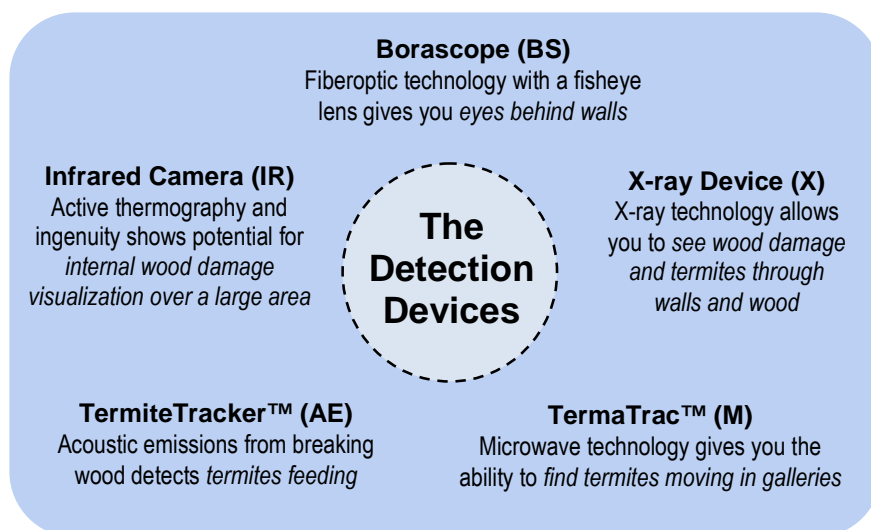 Borascope (BS)
Fiberoptic technology with a fisheye
lens gives you eyes behind walls
Infrared Camera (IR)
Active thermography and
ingenuity shows potential for
internal wood damage
visualization over a large area
The
Detection
Devices
X-ray Device (X)
X-ray technology allows
you to see wood damage
and termites through
walls and wood
TermiteTracker™ (AE)
Acoustic emissions from breaking
wood detects termites feeding
TermaTrac™ (M)
Microwave technology gives you the
ability to find termites moving in galleries